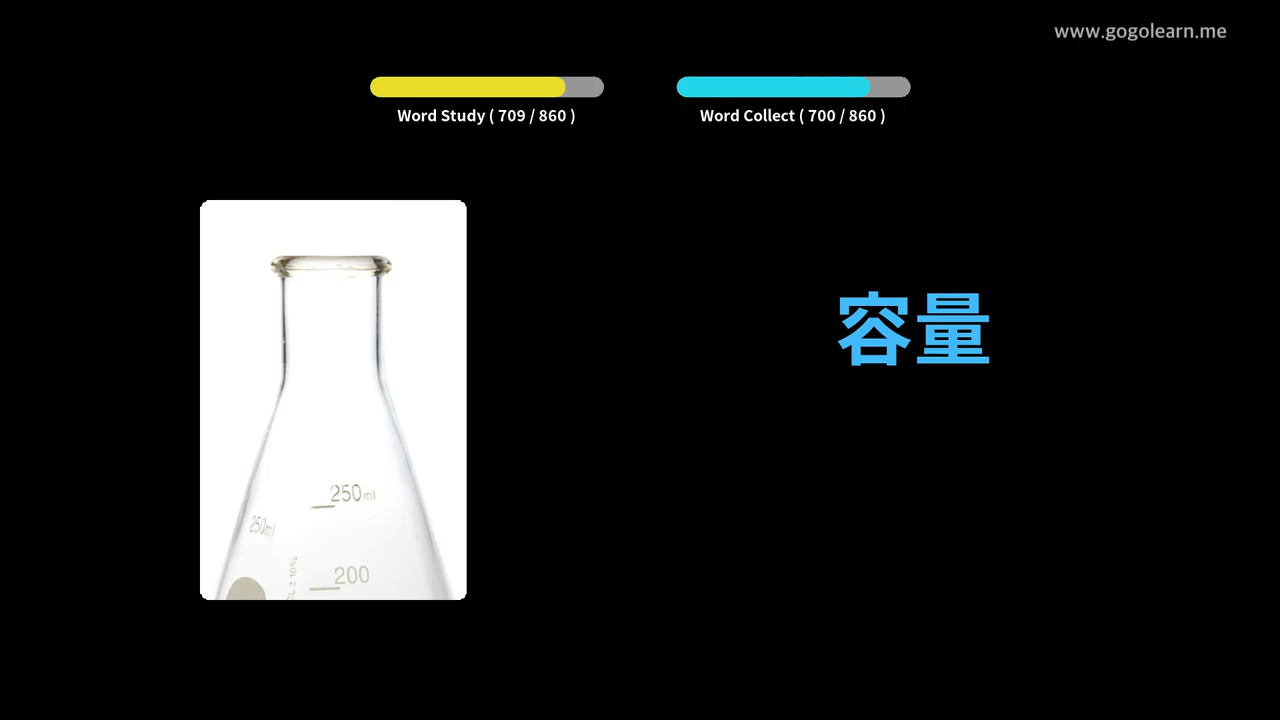 www.gogolearn.me
Word Study ( 709 / 860 )
Word Collect ( 700 / 860 )
容量
250ml
250ml
200